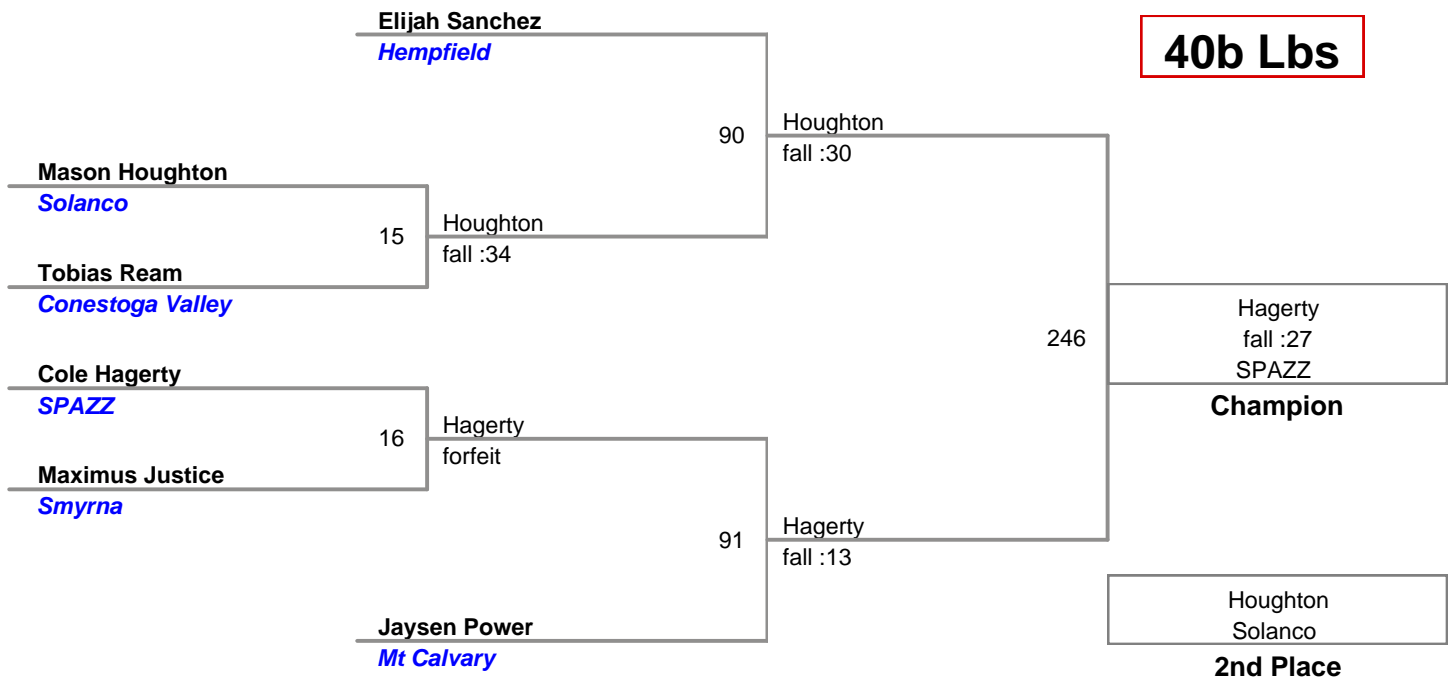 Elijah Sanchez
Hempfield
40b Lbs
90
Houghton
fall :30
Mason Houghton
Solanco
15
Houghton
fall :34
Tobias Ream
Conestoga Valley
246
Hagerty
fall :27
SPAZZ
Champion
Cole Hagerty
SPAZZ
16
Hagerty
forfeit
Maximus Justice
Smyrna
91
Hagerty
fall :13
Jaysen Power
Mt Calvary
Houghton
Solanco
2nd Place